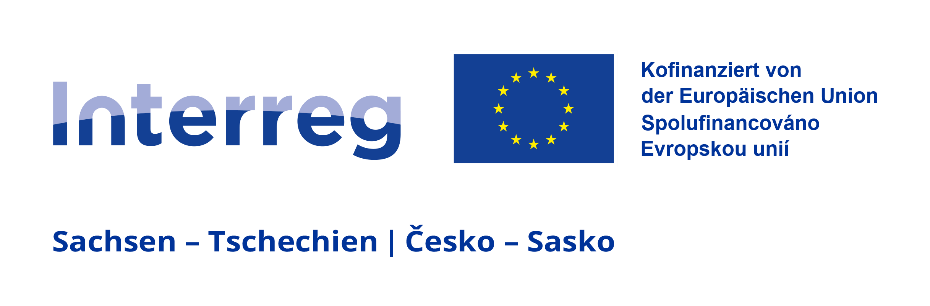 Interreg
Kofinanziert von
der Europäischen Union
Spolufinancováno
Evropskou unií
Sachsen – Tschechien | Česko – Sasko